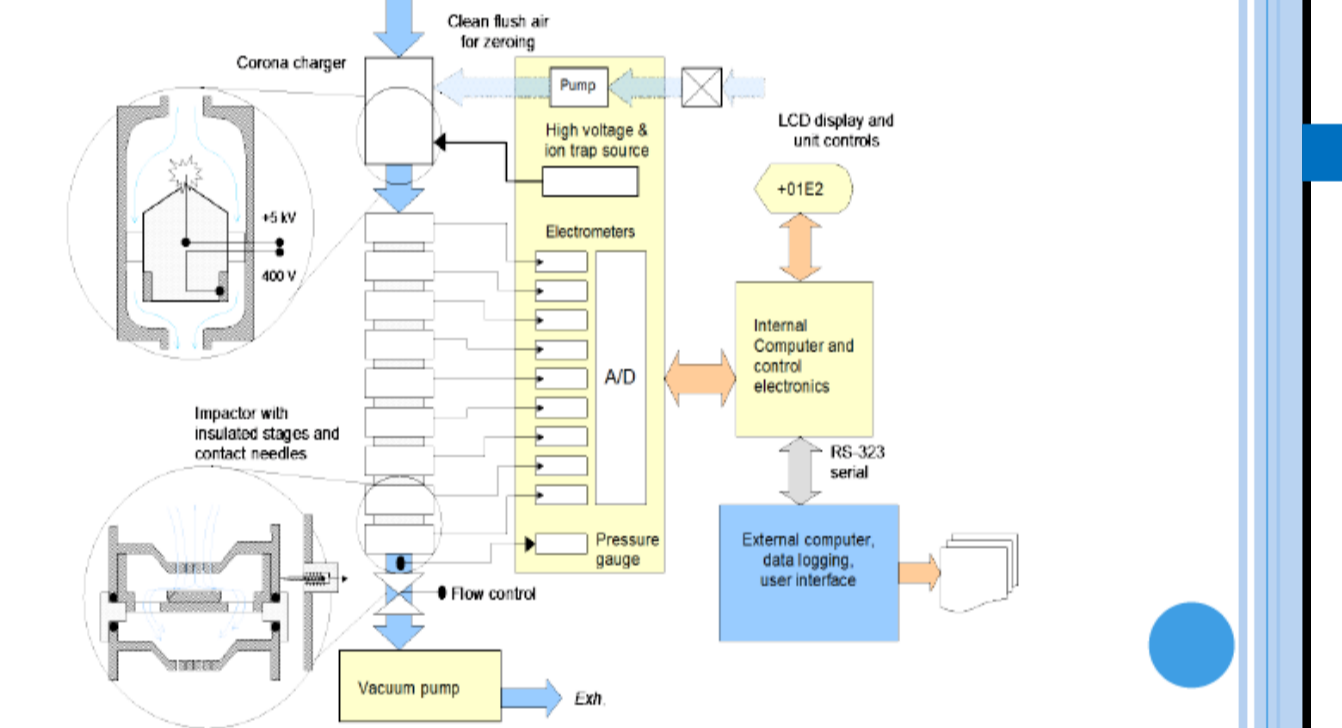 Clean flush air
for zeroing
Corona charger
Pump
LCD display and
unit controls
High voltage &
ion trap source
+01E2
+5 kV
Electrometers
400 V
Internal
Computer and
control
electronics
A/D
Impactor with
insulated stages and
contact needles
RS-323
serial
Pressure
gauge
External computer,
data logging,
user interface
Flow control
Vacuum pump
Exh.